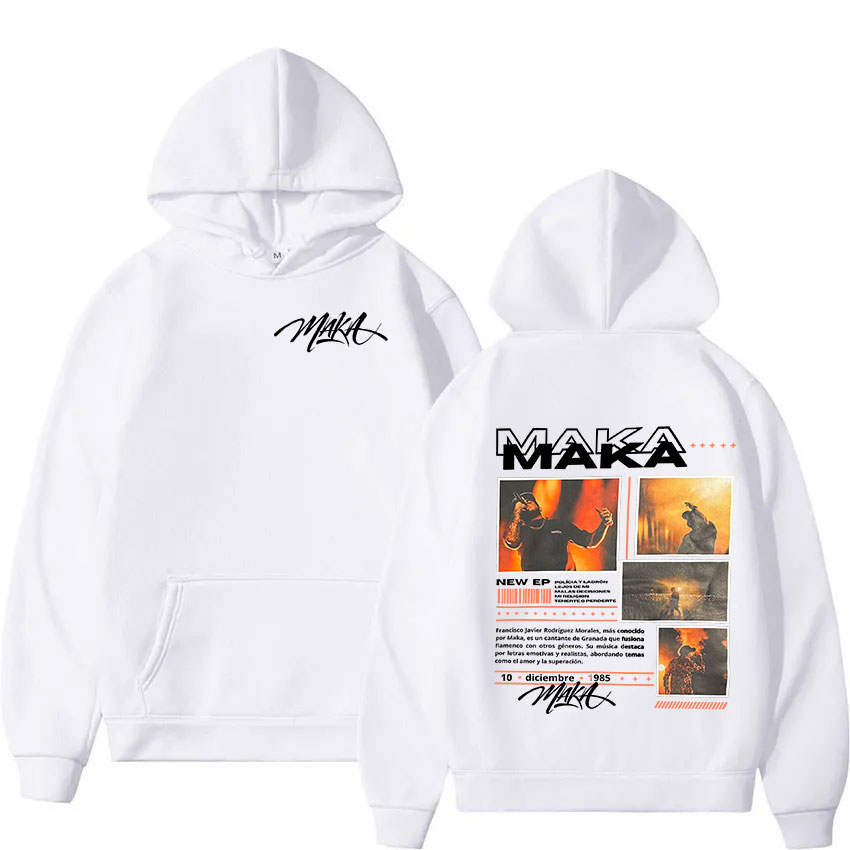 M
MAKA
MAKA
MAKA
NEW EP
POLICÍA Y LADRÓN
LEJOS DE MI
MALAS DECISIONES
MI RELIGION
TENERTE O PERDERTE
Francisco Javier Rodríguez Morales, más conocido
por Maka, es un cantante de Granada que fusiona
flamenco con otros géneros. Su música destaca
por letras emotivas y realistas, abordando temas
como el amor y la superación.
10 + diciembre + 1985 + + +
MAKA